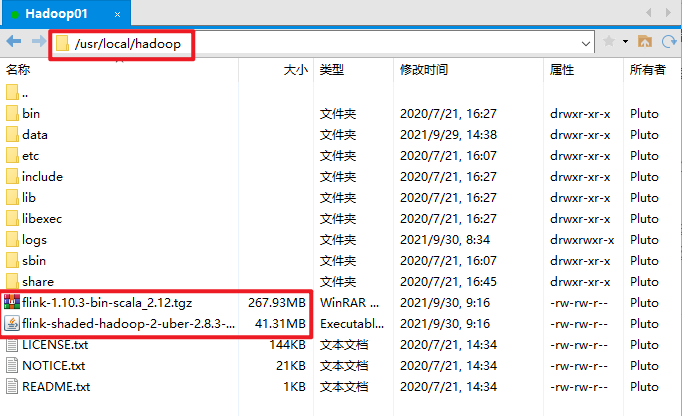 Hadoop01
/usr/local/hadoop
名称 大小 类型 修改时间 属性 所有者
..
bin 文件夹 2020/7/21, 16:27 drwxr-xr-x Pluto
data 文件夹 2021/9/29, 14:38 drwxr-xr-x Pluto
etc 文件夹 2020/7/21, 16:07 drwxr-xr-x Pluto
include 文件夹 2020/7/21, 16:27 drwxr-xr-x Pluto
lib 文件夹 2020/7/21, 16:27 drwxr-xr-x Pluto
libexec 文件夹 2020/7/21, 16:27 drwxr-xr-x Pluto
logs 文件夹 2021/9/30, 8:34 drwxrwxr-x Pluto
sbin 文件夹 2020/7/21, 16:07 drwxr-xr-x Pluto
share 文件夹 2020/7/21, 16:45 drwxr-xr-x Pluto
flink-1.10.3-bin-scala_2.12.tgz 267.93MB WinRAR ... 2021/9/30, 9:16 -rw-rw-r-- Pluto
flink-shaded-hadoop-2-uber-2.8.3-... 41.31MB Executabl... 2021/9/30, 9:16 -rw-rw-r-- Pluto
LICENSE.txt 144KB 文本文档 2020/7/21, 14:34 -rw-rw-r-- Pluto
NOTICE.txt 21KB 文本文档 2020/7/21, 14:34 -rw-rw-r-- Pluto
README.txt 1KB 文本文档 2020/7/21, 14:34 -rw-rw-r-- Pluto